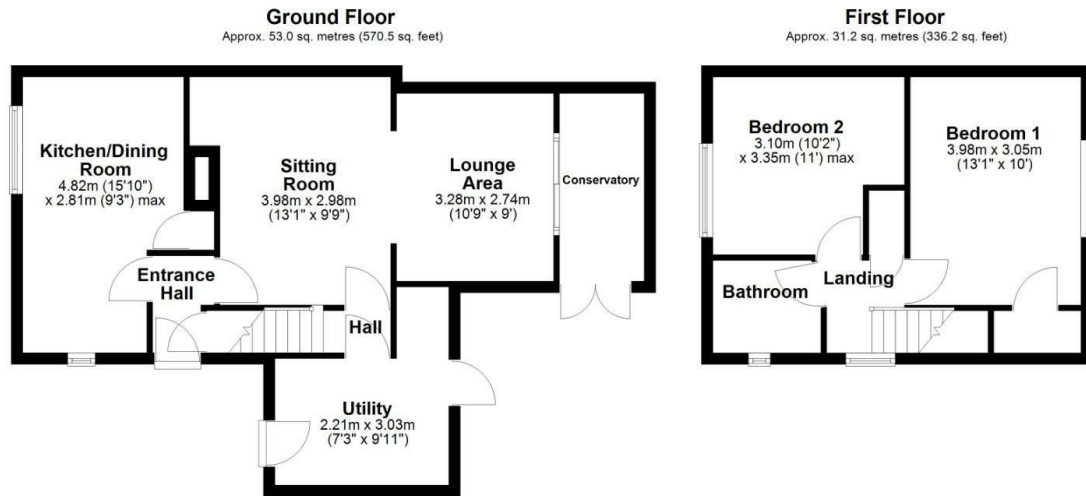 Ground Floor
Approx. 53.0 sq. metres (570.5 sq. feet)
Kitchen/Dining
Room
4.82m (15'10")
x 2.81m (9'3") max
Sitting
Room
3.98m x 2.98m
(13'1" x 9'9")
Lounge
Area
3.28m x 2.74m
(10'9" x 9')
Conservatory
Entrance
Hall
Hall
Utility
2.21m x 3.03m
(7'3" x 9'11")
First Floor
Approx. 31.2 sq. metres (336.2 sq. feet)
Bedroom 2
3.10m (10'2")
x 3.35m (11') max
Bedroom 1
3.98m x 3.05m
(13'1" x 10')
Bathroom
Landing